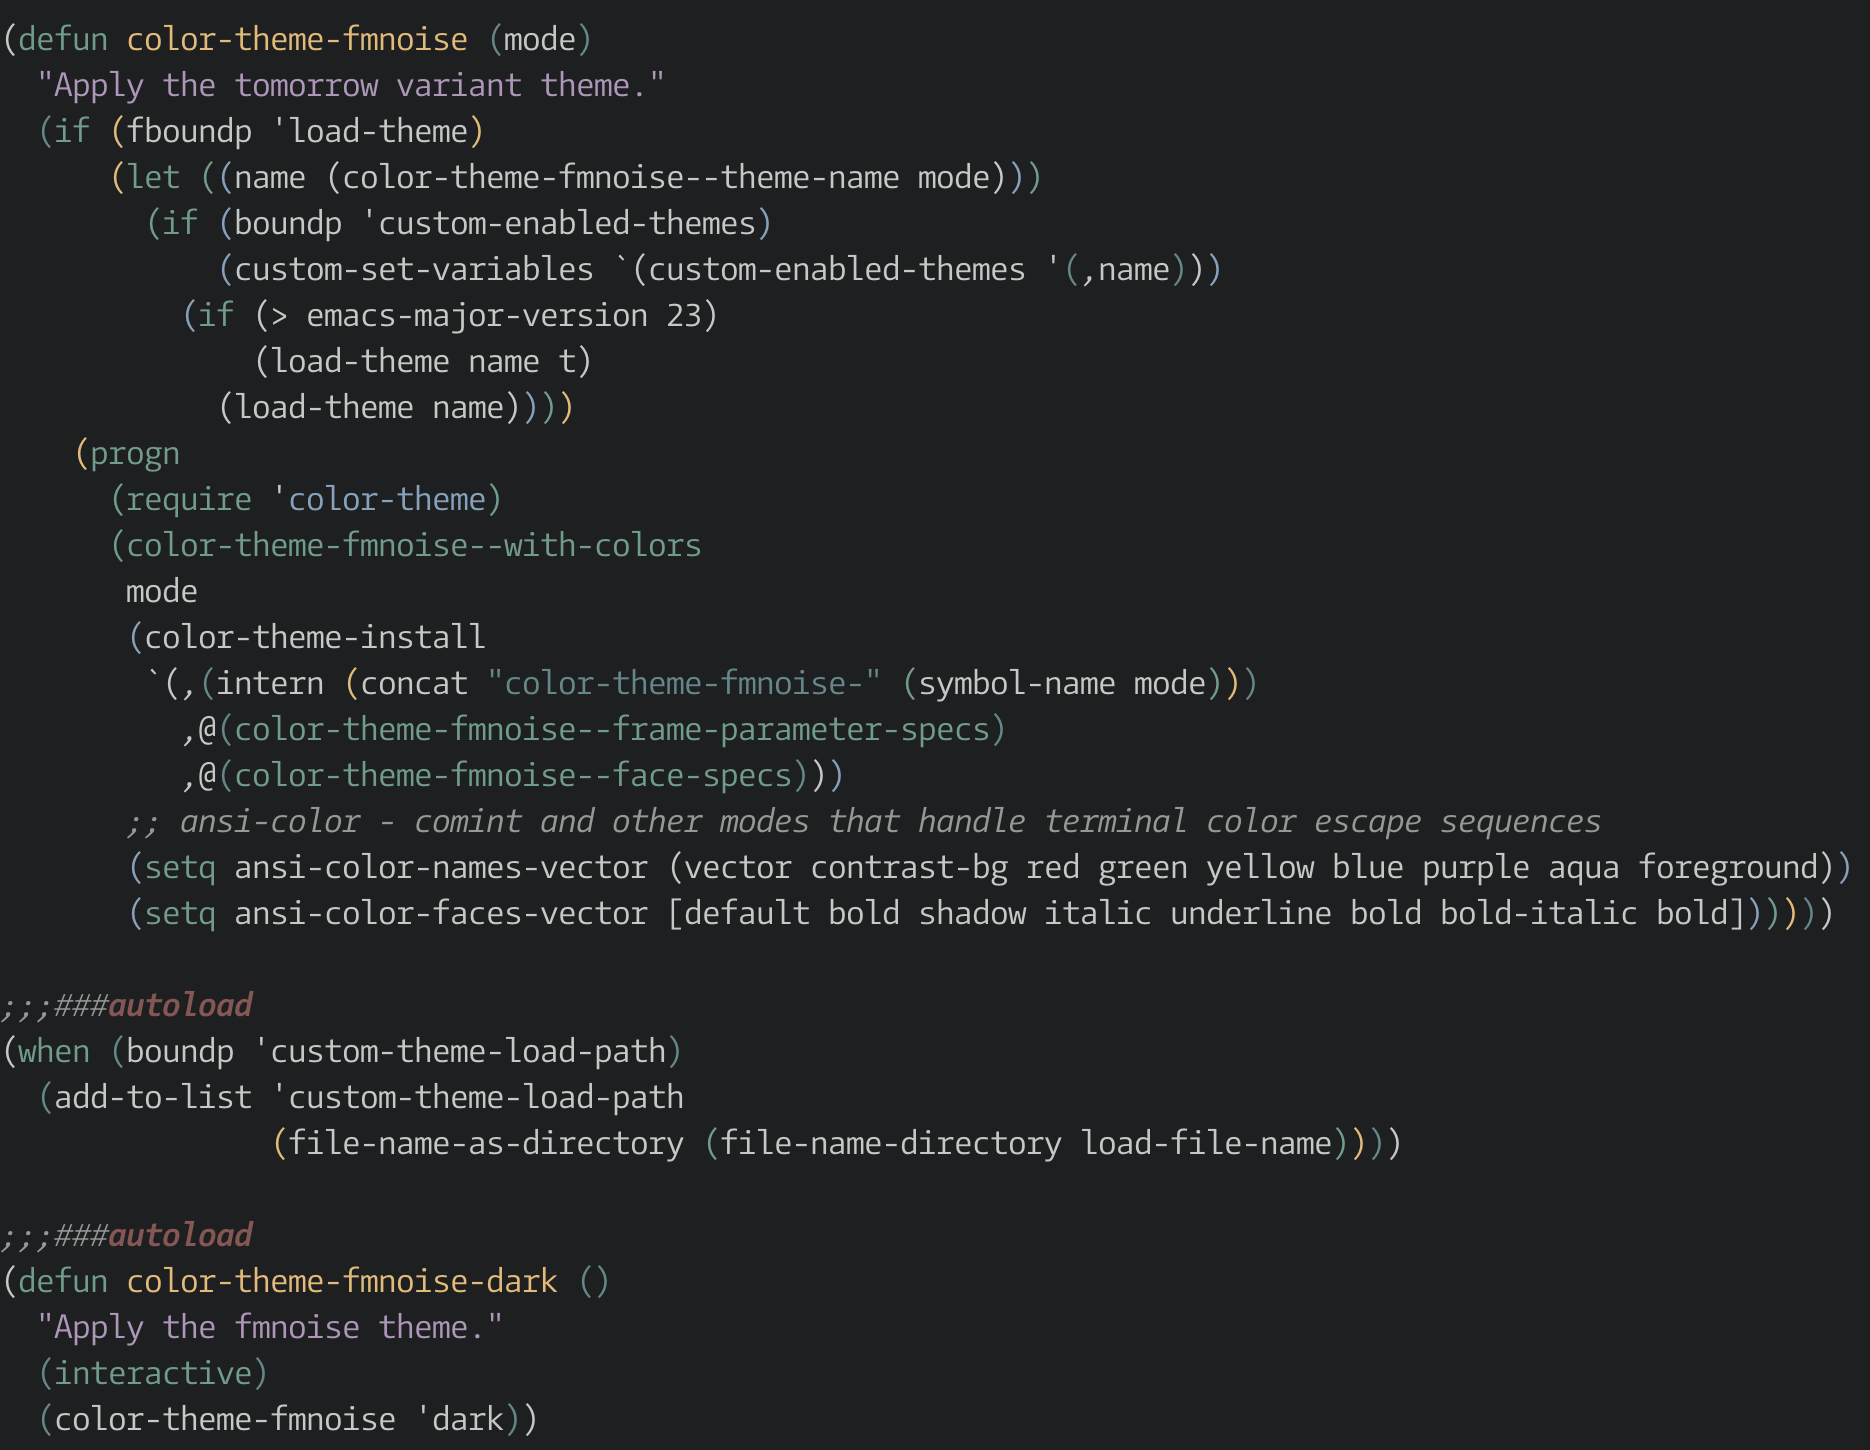 (defun color-theme-fmnoise (mode)
  "Apply the tomorrow variant theme."
  (if (fboundp 'load-theme)
      (let ((name (color-theme-fmnoise--theme-name mode)))
        (if (boundp 'custom-enabled-themes)
            (custom-set-variables `(custom-enabled-themes '(,name)))
          (if (> emacs-major-version 23)
              (load-theme name t)
            (load-theme name))))
    (progn
      (require 'color-theme)
      (color-theme-fmnoise--with-colors
       mode
       (color-theme-install
        `(,(intern (concat "color-theme-fmnoise-" (symbol-name mode)))
          ,@(color-theme-fmnoise--frame-parameter-specs)
          ,@(color-theme-fmnoise--face-specs)))
       ;; ansi-color - comint and other modes that handle terminal color escape sequences
       (setq ansi-color-names-vector (vector contrast-bg red green yellow blue purple aqua foreground))
       (setq ansi-color-faces-vector [default bold shadow italic underline bold bold-italic bold])))))

;;;###autoload
(when (boundp 'custom-theme-load-path)
  (add-to-list 'custom-theme-load-path
               (file-name-as-directory (file-name-directory load-file-name))))

;;;###autoload
(defun color-theme-fmnoise-dark ()
  "Apply the fmnoise theme."
  (interactive)
  (color-theme-fmnoise 'dark))